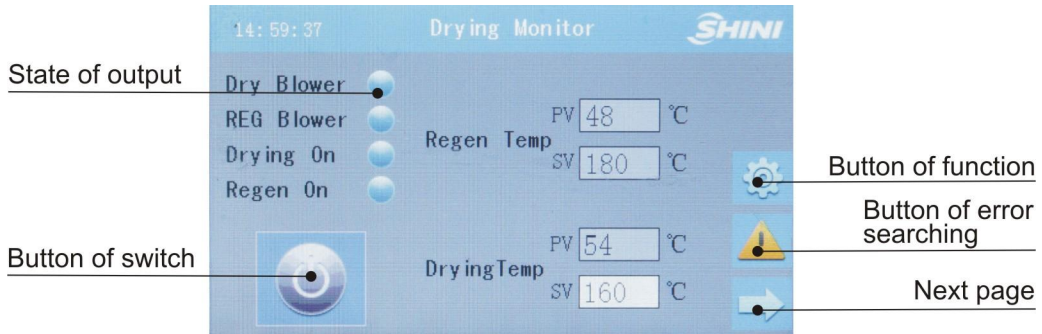 14:59:37 Drying Monitor SHINI
State of output
Dry Blower
REG Blower
Drying On
Regen On
Regen Temp
PV 48 ℃
SV 180 ℃
Button of function
Button of error
searching
Button of switch
DryingTemp
PV 54 ℃
SV 160 ℃
Next page